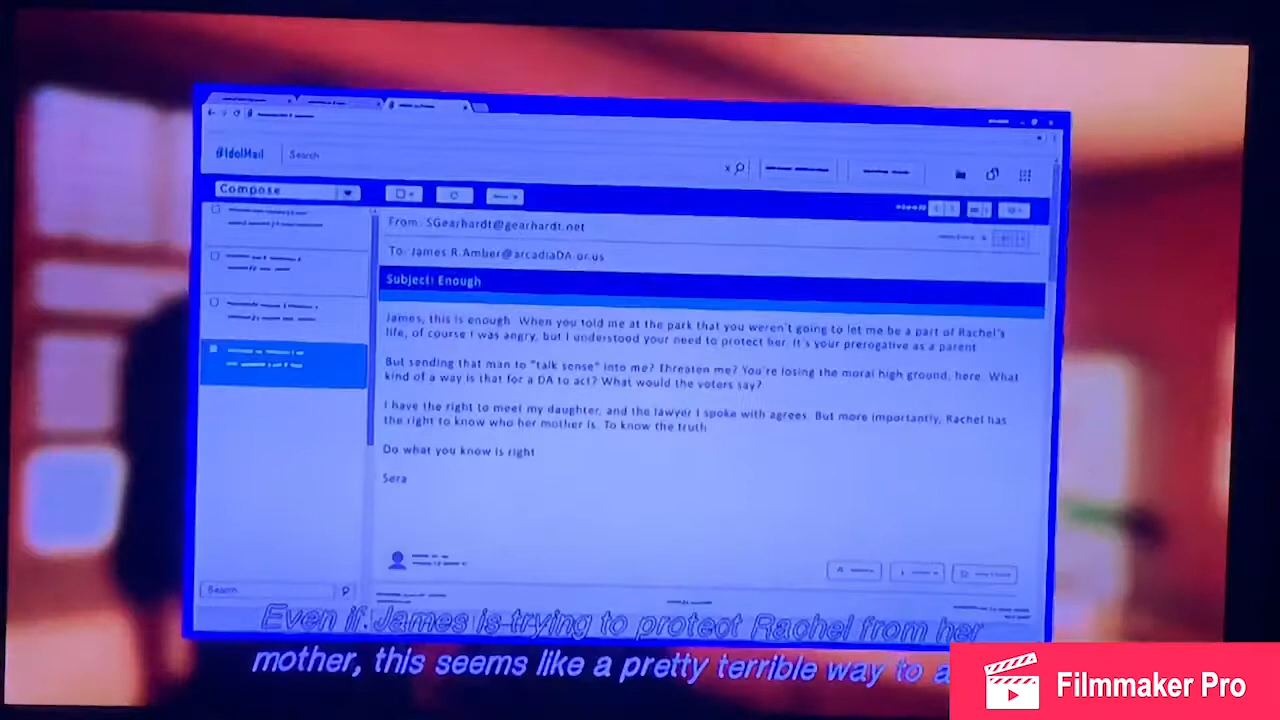 #IdolMail
Search
Compose
From: SGearhardt@gearhardt.net
To: James R.Amber@arcadiaDA.or.us
Subject: Enough
James, this is enough. When you told me at the park that you weren't going to let me be a part of Rachel's
life, of course I was angry, but I understood your need to protect her. It's your prerogative as a parent.
But sending that man to "talk sense" into me? Threaten me? You're losing the moral high ground, here. What
kind of a way is that for a DA to act? What would the voters say?
I have the right to meet my daughter, and the lawyer I spoke with agrees. But more importantly, Rachel has
the right to know who her mother is. To know the truth.
Do what you know is right
Sera
Search
Even if James is trying to protect Rachel from her
mother, this seems like a pretty terrible way to
Filmmaker Pro